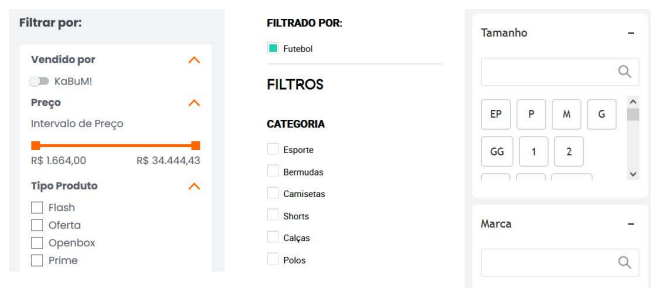 Filtrar por:
Vendido por
KaBuM!
Preço
Intervalo de Preço
R$ 1.664,00
R$ 34.444,43
Tipo Produto
Flash
Oferta
Openbox
Prime
FILTRADO POR:
Futebol
FILTROS
CATEGORIA
Esporte
Bermudas
Camisetas
Shorts
Calças
Polos
Tamanho
EP P M G
GG 1 2
Marca